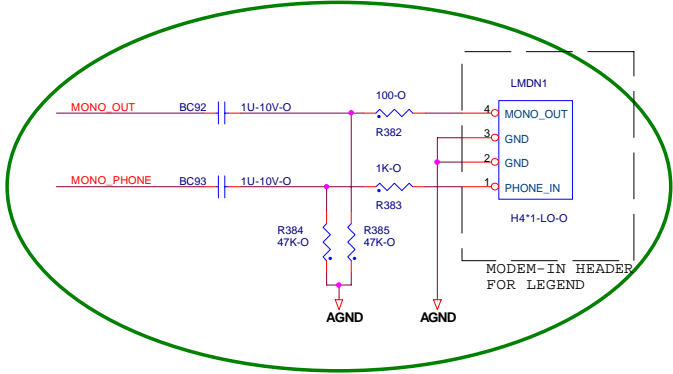 LMDN1
100-O
MONO_OUT
BC92
1U-10V-O
4
MONO_OUT
R382
3
GND
1K-O
2
GND
MONO_PHONE
BC93
1U-10V-O
1
PHONE_IN
R383
H4*1-LO-O
R384
47K-O
R385
47K-O
MODEM-IN HEADER
FOR LEGEND
AGND
AGND